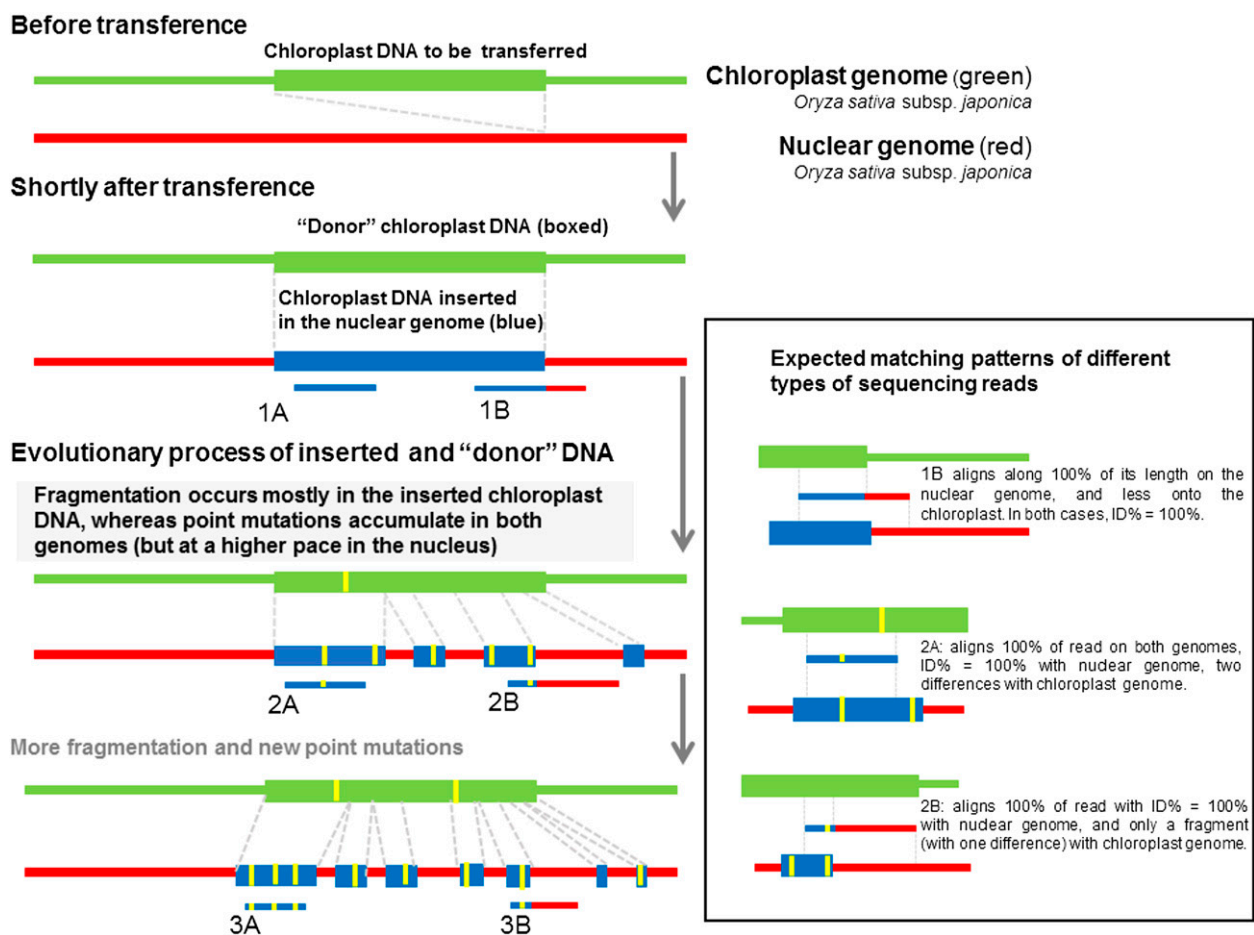 Before transference
Chloroplast DNA to be transferred
Chloroplast genome (green)
Oryza sativa subsp. japonica
Nuclear genome (red)
Oryza sativa subsp. japonica
Shortly after transference
“Donor” chloroplast DNA (boxed)
Chloroplast DNA inserted
in the nuclear genome (blue)
1A
1B
Evolutionary process of inserted and “donor” DNA
Fragmentation occurs mostly in the inserted chloroplast
DNA, whereas point mutations accumulate in both
genomes (but at a higher pace in the nucleus)
2A
2B
More fragmentation and new point mutations
3A
3B
Expected matching patterns of different
types of sequencing reads
1B aligns along 100% of its length on the
nuclear genome, and less onto the
chloroplast. In both cases, ID% = 100%.
2A: aligns 100% of read on both genomes,
ID% = 100% with nuclear genome, two
differences with chloroplast genome.
2B: aligns 100% of read with ID% = 100%
with nuclear genome, and only a fragment
(with one difference) with chloroplast genome.